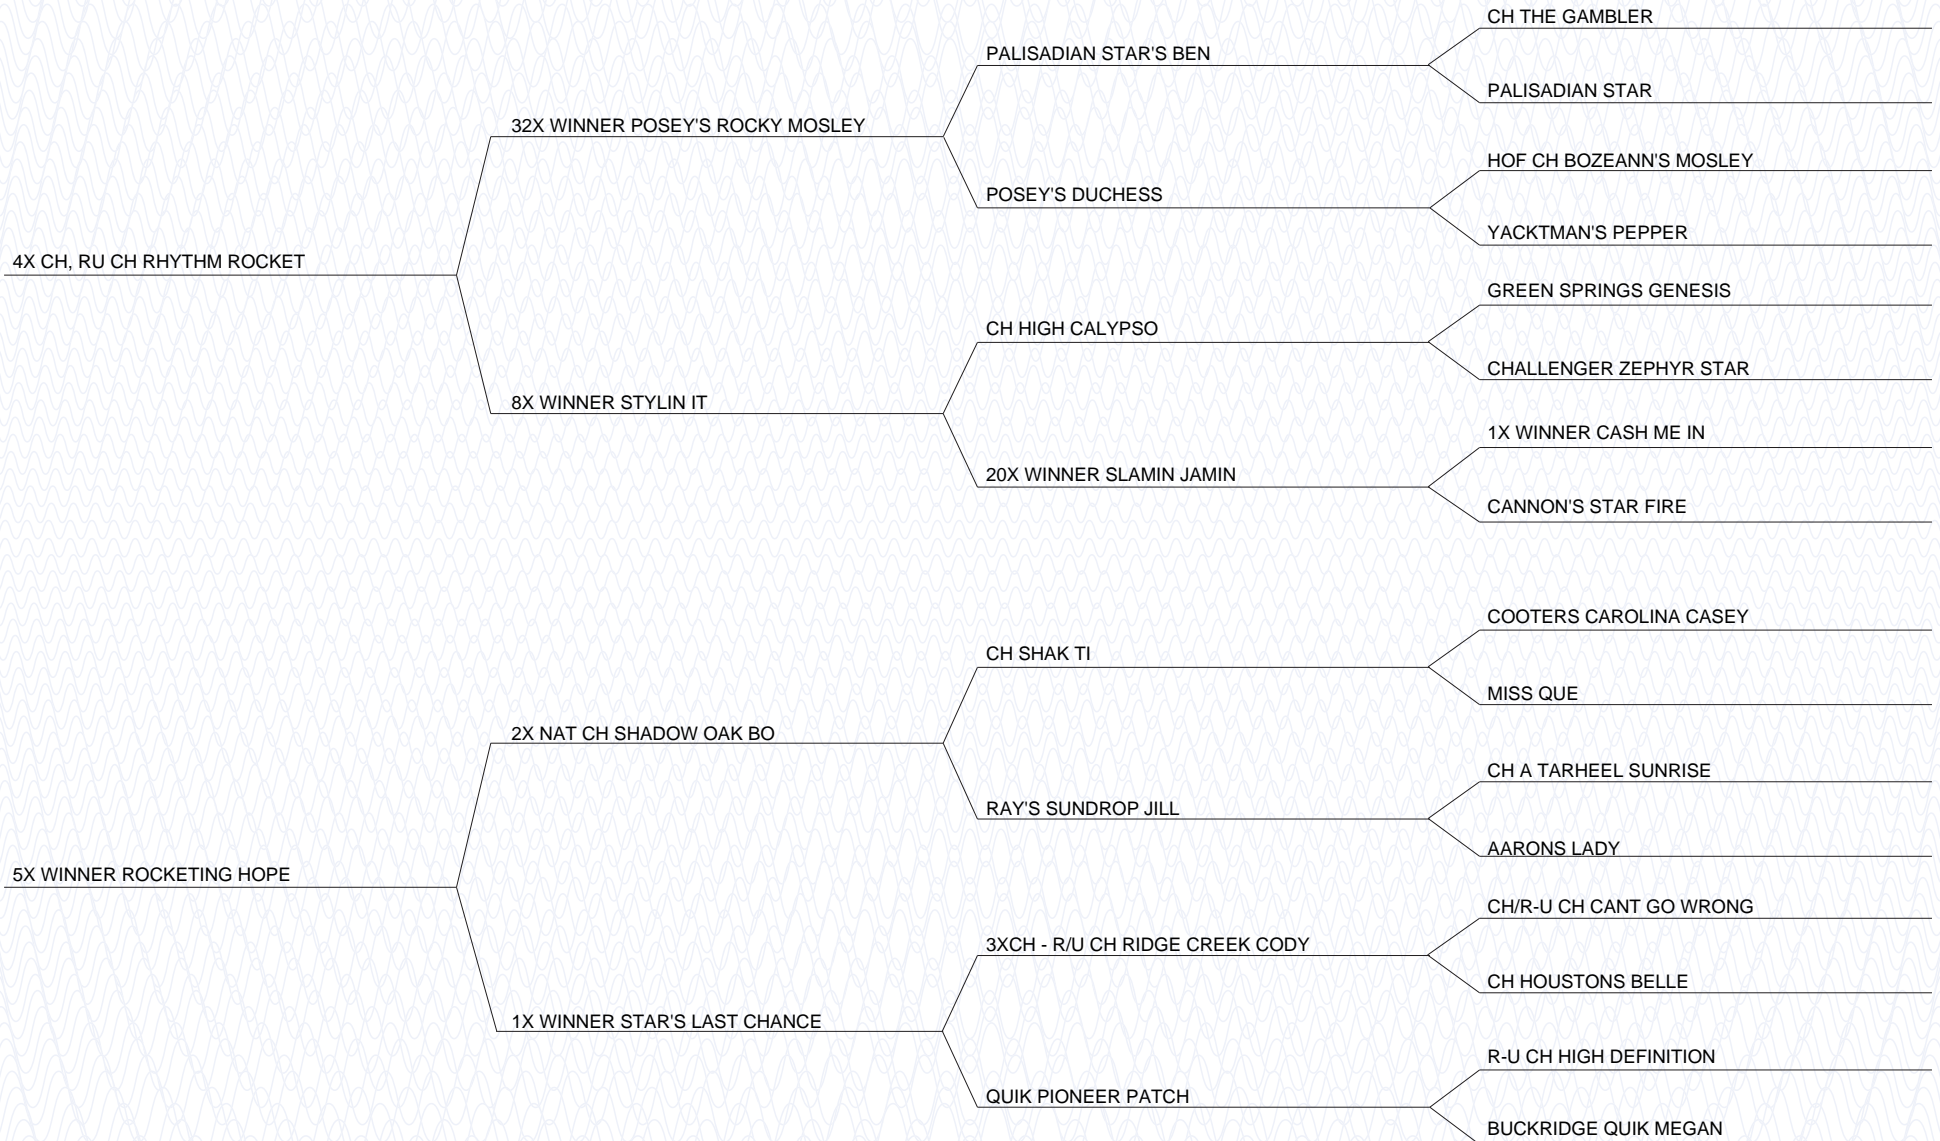 CH THE GAMBLER
PALISADIAN STAR'S BEN
PALISADIAN STAR
32X WINNER POSEY'S ROCKY MOSLEY
HOF CH BOZEANN'S MOSLEY
POSEY'S DUCHESS
YACKTMAN'S PEPPER
4X CH, RU CH RHYTHM ROCKET
GREEN SPRINGS GENESIS
CH HIGH CALYPSO
CHALLENGER ZEPHYR STAR
8X WINNER STYLIN IT
1X WINNER CASH ME IN
20X WINNER SLAMIN JAMIN
CANNON'S STAR FIRE
COOTERS CAROLINA CASEY
CH SHAK TI
MISS QUE
2X NAT CH SHADOW OAK BO
CH A TARHEEL SUNRISE
RAY'S SUNDROP JILL
AARONS LADY
5X WINNER ROCKETING HOPE
CH/R-U CH CANT GO WRONG
3XCH - R/U CH RIDGE CREEK CODY
CH HOUSTONS BELLE
1X WINNER STAR'S LAST CHANCE
R-U CH HIGH DEFINITION
QUIK PIONEER PATCH
BUCKRIDGE QUIK MEGAN